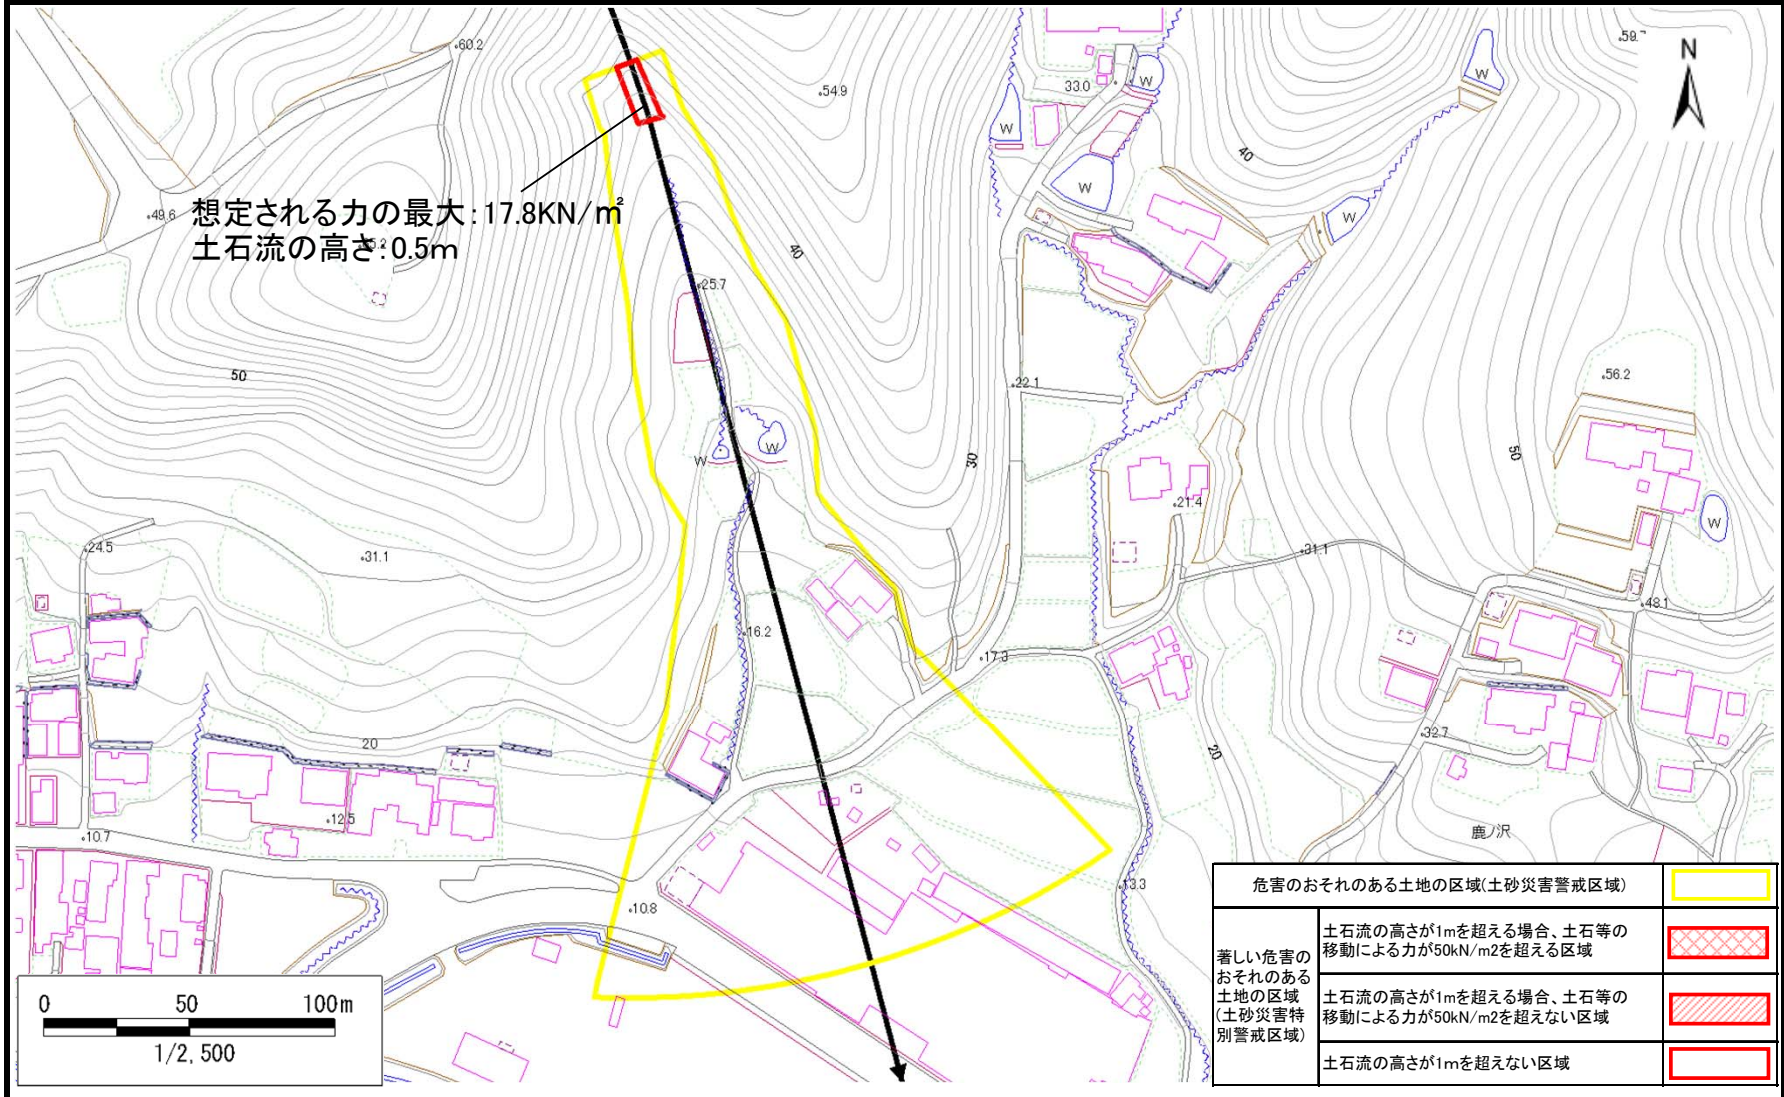 60.2
59.7
N
54.9
33.0
W
W
W
W
40
W
W
49.6
想定される力の最大:17.8KN/㎡
土石流の高さ:0.5m
40
25.7
50
22.1
56.2
W
W
30
50
21.4
W
24.5
31.1
31.1
48.1
16.2
17.3
20
20
32.7
12.5
10.7
鹿ノ沢
13.3
10.8
0 50 100m
1/2,500
危害のおそれのある土地の区域(土砂災害警戒区域)
著しい危害の
おそれのある
土地の区域
(土砂災害特
別警戒区域)
土石流の高さが1mを超える場合、土石等の
移動による力が50kN/m2を超える区域
土石流の高さが1mを超える場合、土石等の
移動による力が50kN/m2を超えない区域
土石流の高さが1mを超えない区域